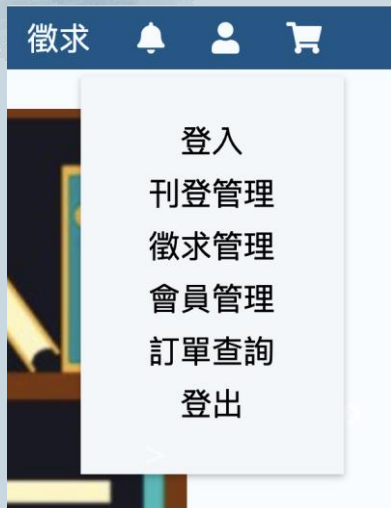 徵求
登入
刊登管理
徵求管理
會員管理
訂單查詢
登出